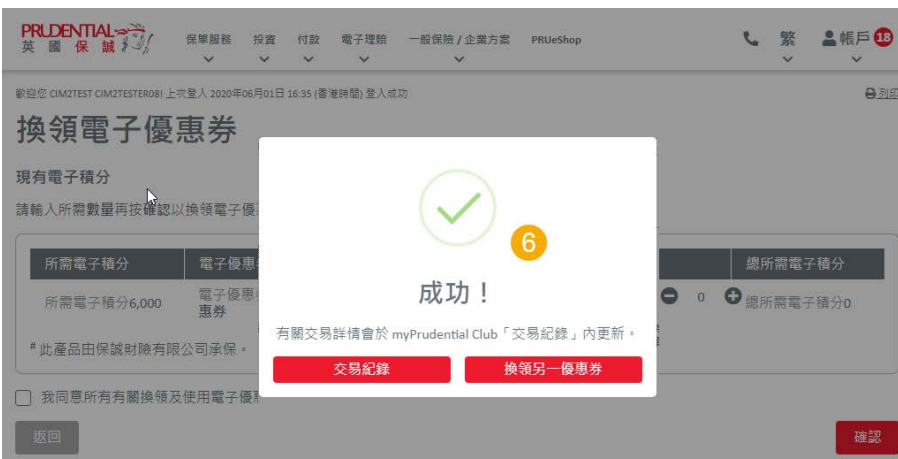 PRUDENTIAL
英國保誠
保單服務 投資 付款 電子理賠 一般保險 / 企業方案 PRUeShop 繁 帳戶 18
歡迎您 CIM2TEST CIM2TESTER08! 上次登入 2020年06月01日 16:35 (香港時間) 登入成功 列印
換領電子優惠券
現有電子積分
請輸入所需數量再按確認以換領電子優
6
所需電子積分 電子優惠 總所需電子積分
成功！
所需電子積分6,000 電子優惠 0 總所需電子積分0
惠券
有關交易詳情會於 myPrudential Club「交易紀錄」內更新。
# 此產品由保誠財險有限公司承保。
交易紀錄 換領另一優惠券
我同意所有有關換領及使用電子優
返回 確認